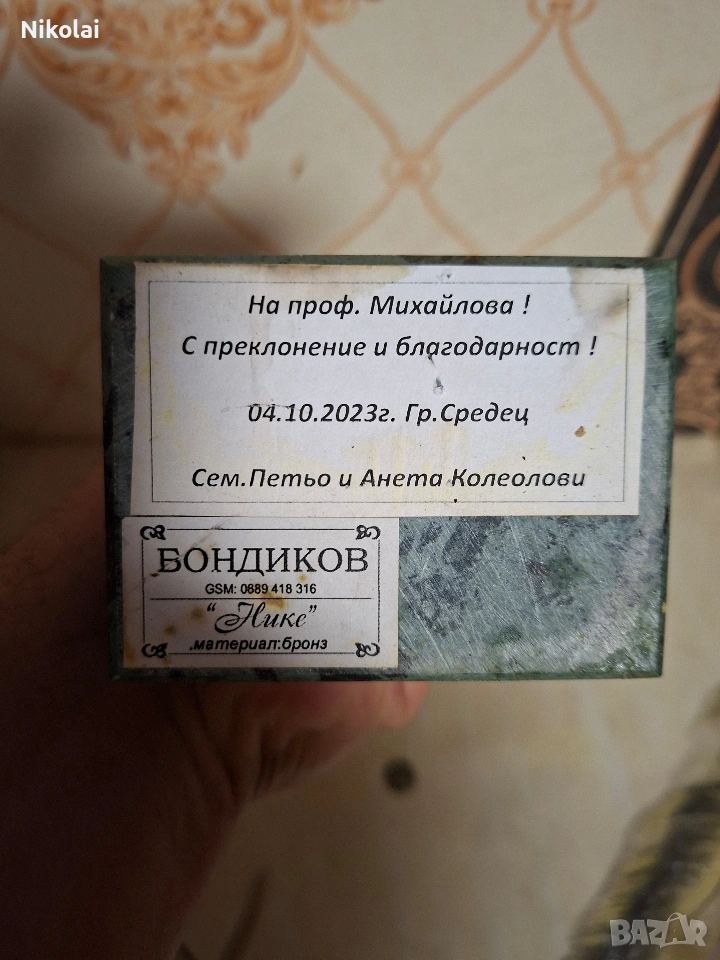 Nikolai
На проф. Михайлова !
С преклонение и благодарност !
04.10.2023г. Гр.Средец
Сем.Петьо и Анета Колеолови
БОНДИКОВ
GSM: 0889 418 316
"Нике"
.материал:бронз
BAZAR